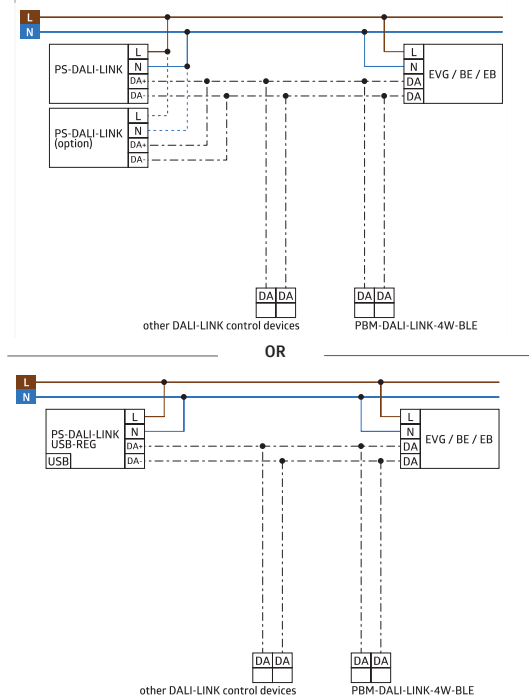 L
N
PS-DALI-LINK
L
N
DA+
DA-
EVG / BE / EB
L
N
DA
DA
PS-DALI-LINK
(option)
L
N
DA+
DA-
DA DA
DA DA
other DALI-LINK control devices
PBM-DALI-LINK-4W-BLE
OR
L
N
PS-DALI-LINK
USB-REG
USB
L
N
DA+
DA-
EVG / BE / EB
L
N
DA
DA
DA DA
DA DA
other DALI-LINK control devices
PBM-DALI-LINK-4W-BLE